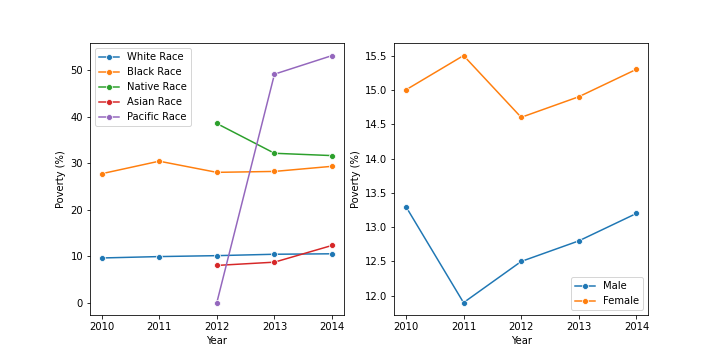 White Race
Black Race
Native Race
Asian Race
Pacific Race
Poverty (%)
50
40
30
20
10
0
2010 2011 2012 2013 2014
Year
Poverty (%)
15.5
15.0
14.5
14.0
13.5
13.0
12.5
12.0
Male
Female
2010 2011 2012 2013 2014
Year